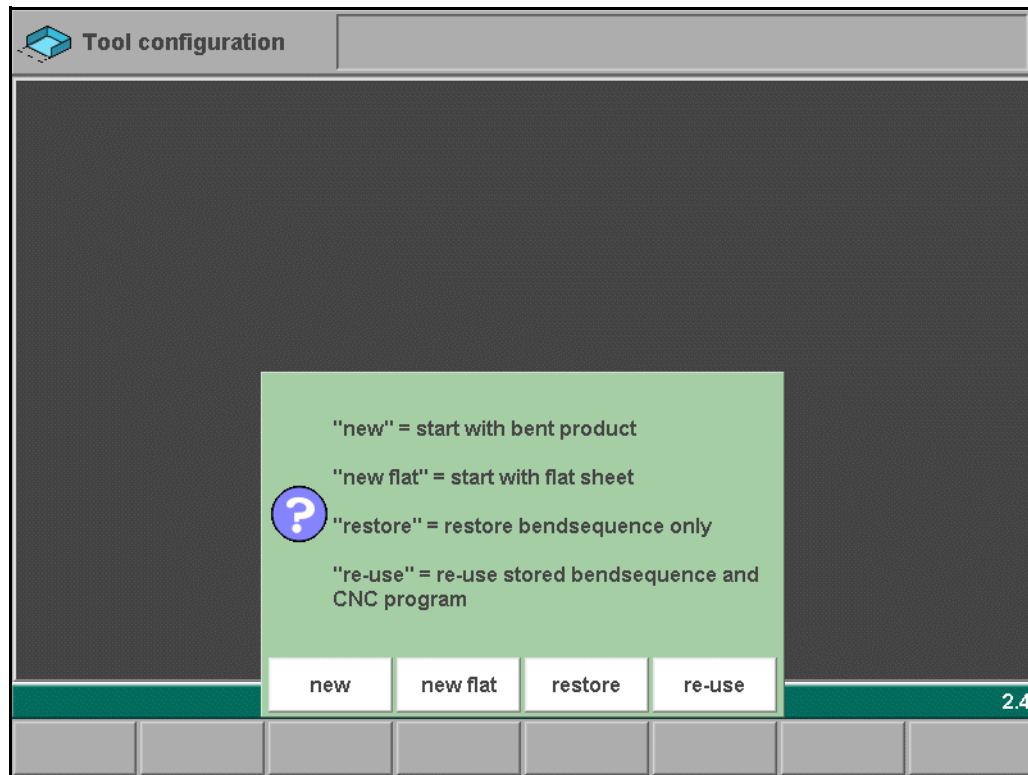 Tool configuration
"new" = start with bent product
"new flat" = start with flat sheet
"restore" = restore bendsequence only
"re-use" = re-use stored bendsequence and
CNC program
new
new flat
restore
re-use
2.4